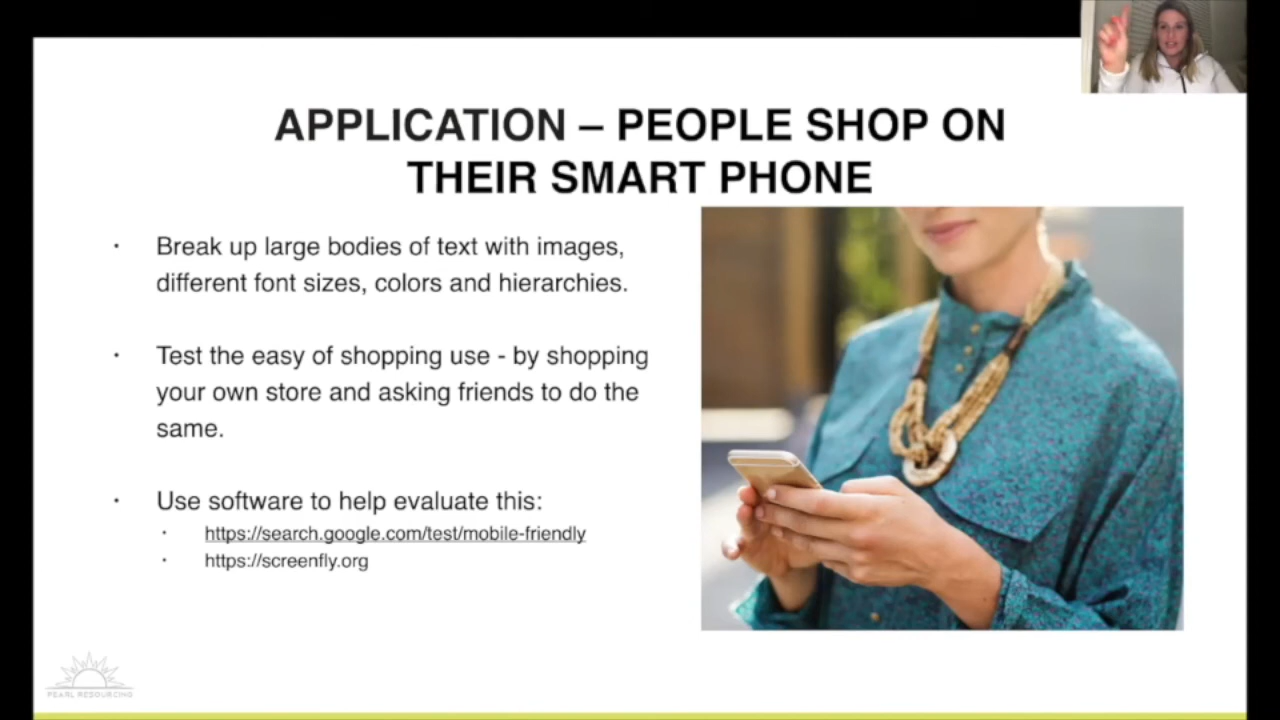 APPLICATION – PEOPLE SHOP ON
THEIR SMART PHONE
· Break up large bodies of text with images,
different font sizes, colors and hierarchies.
· Test the easy of shopping use - by shopping
your own store and asking friends to do the
same.
· Use software to help evaluate this:
· https://search.google.com/test/mobile-friendly
· https://screenfly.org
PEARL RESOURCING